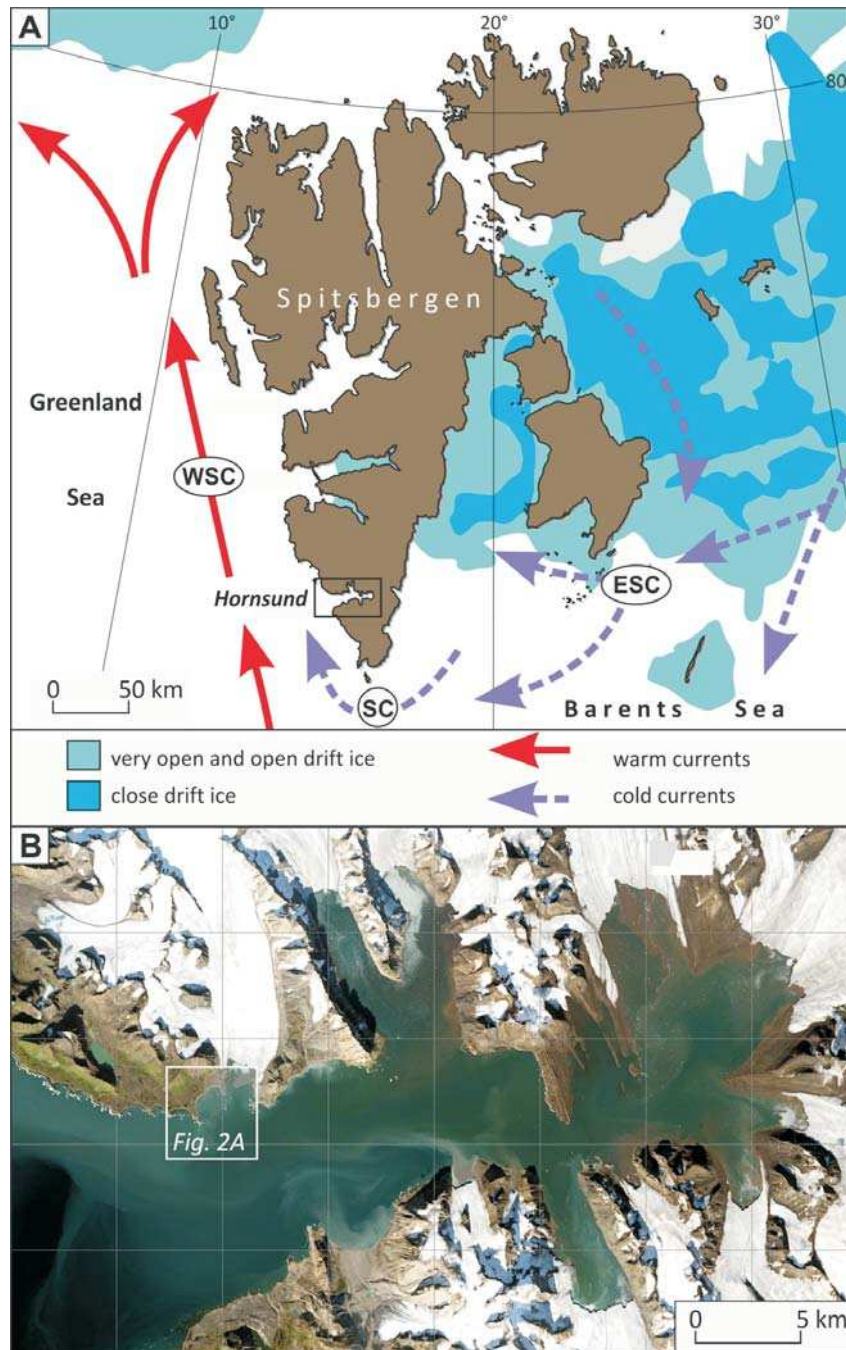 A
10°
20°
30°
80
Spitsbergen
Greenland
Sea
WSC
Hornsund
ESC
SC
0 50 km
Barents Sea
very open and open drift ice
warm currents
close drift ice
cold currents
B
Fig. 2A
0 5 km